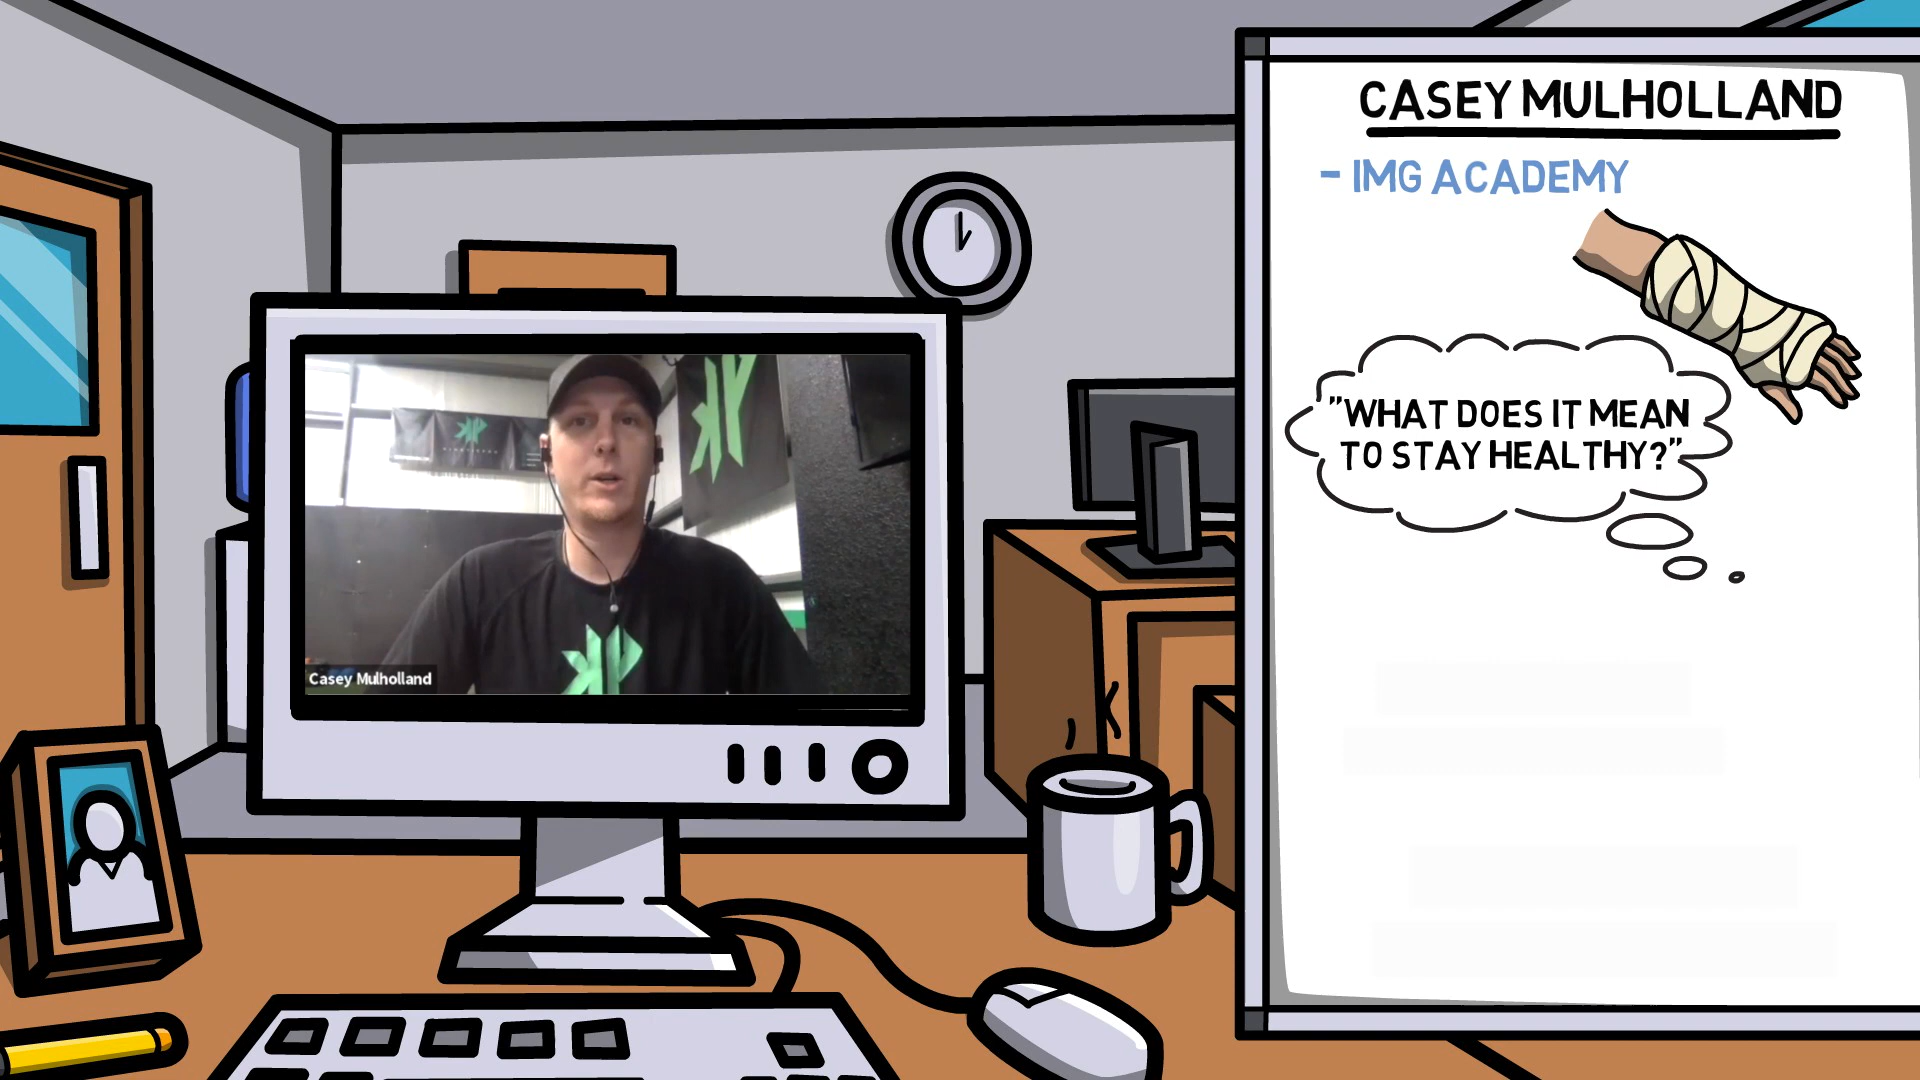 CASEY MULHOLLAND
- IMG ACADEMY
"WHAT DOES IT MEAN
TO STAY HEALTHY?"
Casey Mulholland